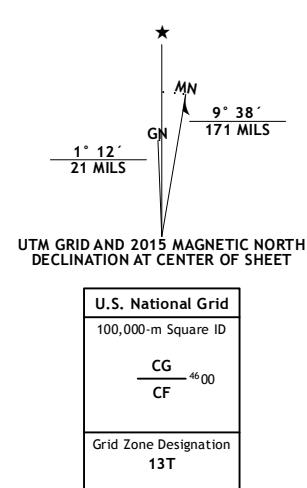 ★
MN
GN
9° 38´
171 MILS
1° 12´
21 MILS
UTM GRID AND 2015 MAGNETIC NORTH
DECLINATION AT CENTER OF SHEET
U.S. National Grid
100,000-m Square ID
CG
4600
CF
Grid Zone Designation
13T